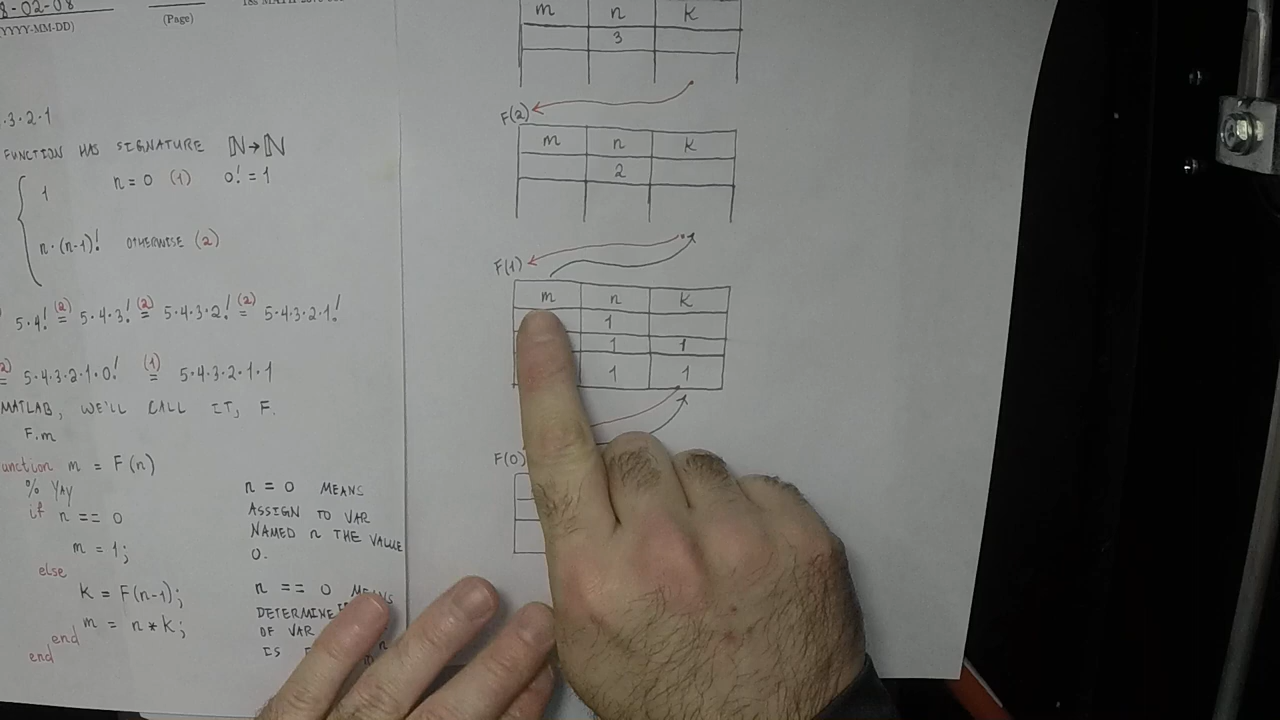 8-02-08
YYYY-MM-DD)
(Page)
.3.2.1
FUNCTION HAS SIGNATURE ℕ→ℕ
1 n=0 (1) 0!=1
n·(n-1)! OTHERWISE (2)
5·4! (2)= 5·4·3! (2)= 5·4·3·2! (2)= 5·4·3·2·1!
5·4·3·2·1·0! (1)= 5·4·3·2·1·1
MATLAB, WE'LL CALL IT, F.
F.m
unction m = F(n)
% YAY
if n == 0
m = 1;
else
k = F(n-1);
m = n*k;
end
end
n = 0 MEANS
ASSIGN TO VAR
NAMED n THE VALUE
0.
n == 0
DETERMINE
OF VAR
IS
m n k
3
F(2)
m n k
2
F(1)
m n k
1
1 1
1 1
F(0)